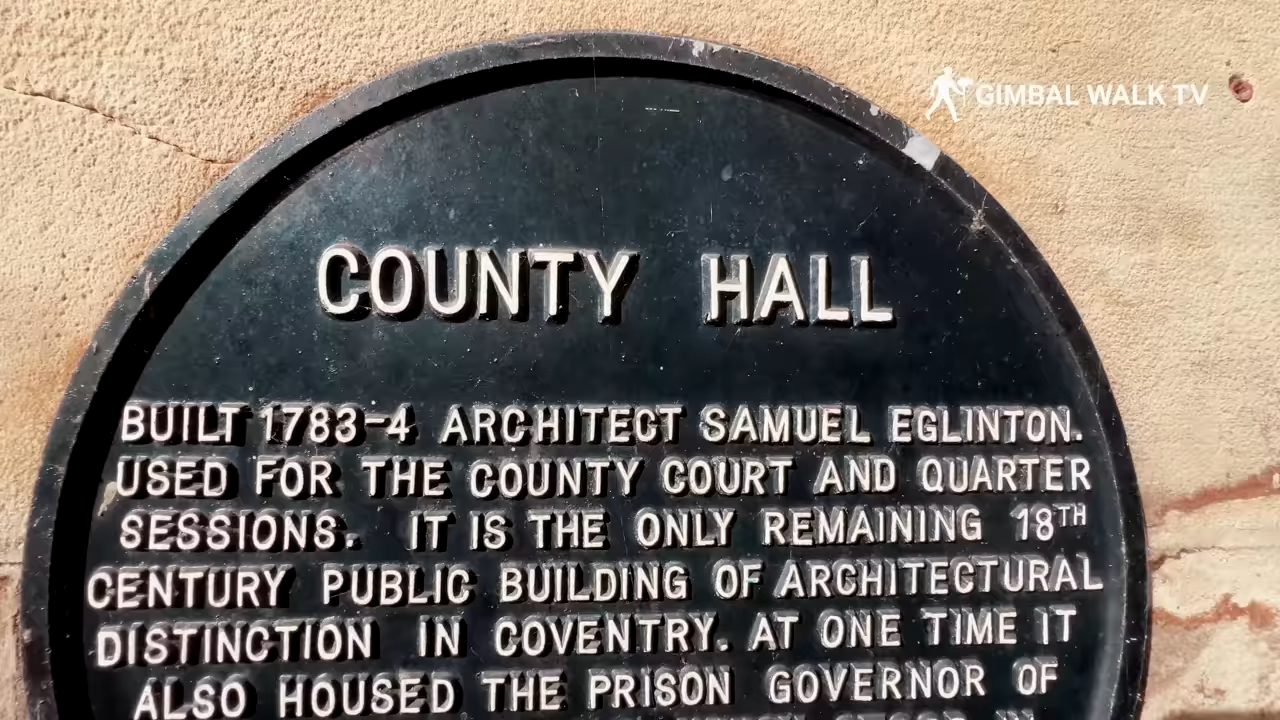 GIMBAL WALK TV
COUNTY HALL
BUILT 1783-4 ARCHITECT SAMUEL EGLINTON.
USED FOR THE COUNTY COURT AND QUARTER
SESSIONS. IT IS THE ONLY REMAINING 18TH
CENTURY PUBLIC BUILDING OF ARCHITECTURAL
DISTINCTION IN COVENTRY. AT ONE TIME IT
ALSO HOUSED THE PRISON GOVERNOR OF